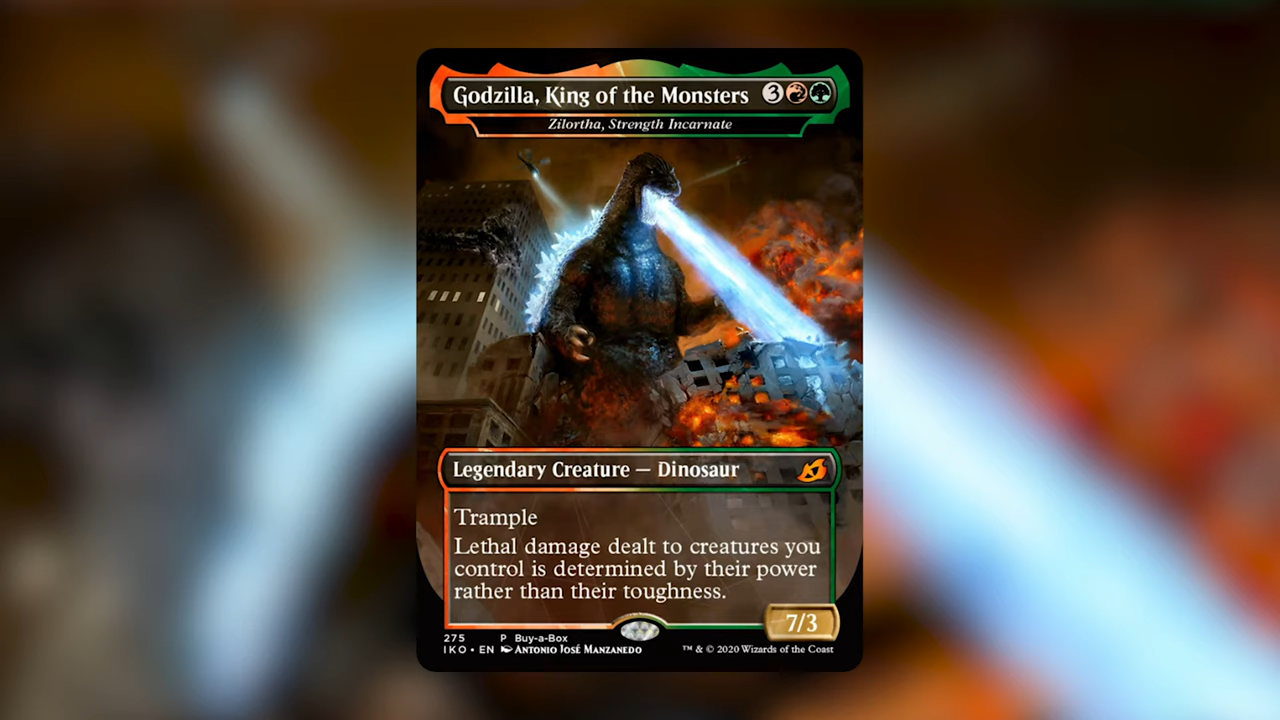 Godzilla, King of the Monsters 3
Zilortha, Strength Incarnate
Legendary Creature — Dinosaur
Trample
Lethal damage dealt to creatures you
control is determined by their power
rather than their toughness.
7/3
275 P Buy-a-Box
IKO • EN Antonio José Manzanedo ™ & © 2020 Wizards of the Coast